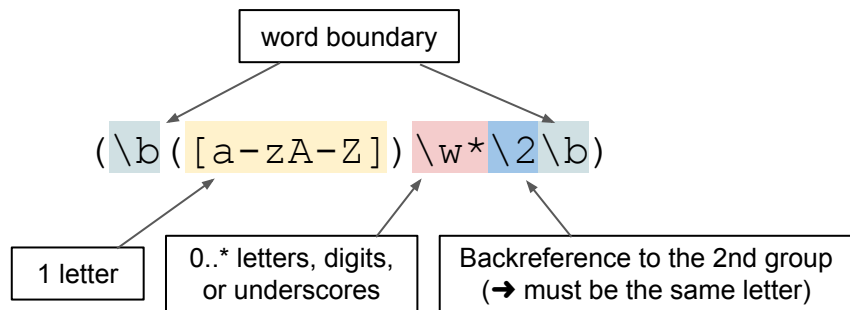 word boundary
(\b([a-zA-Z])\w*\2\b)
1 letter
0..* letters, digits,
or underscores
Backreference to the 2nd group
(➔ must be the same letter)